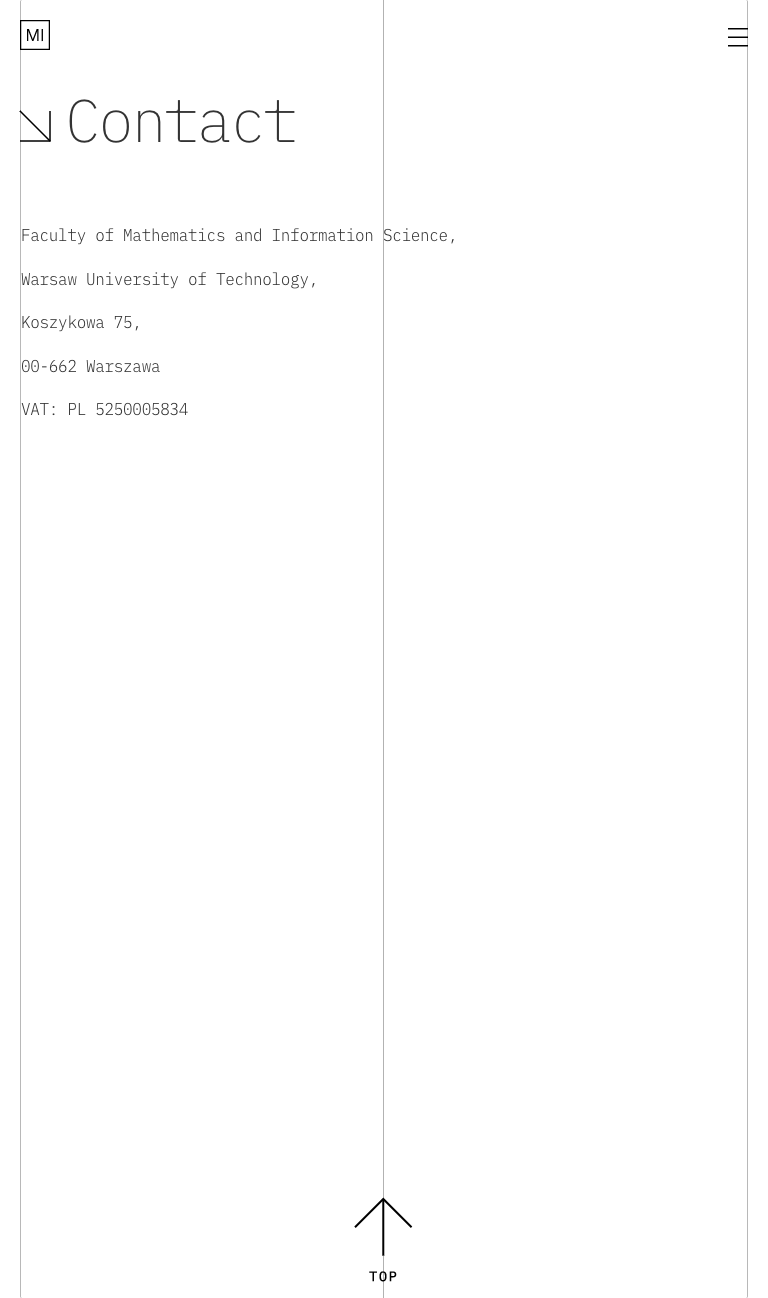 MI
Contact
Faculty of Mathematics and Information Science,
Warsaw University of Technology,
Koszykowa 75,
00-662 Warszawa
VAT: PL 5250005834
TOP